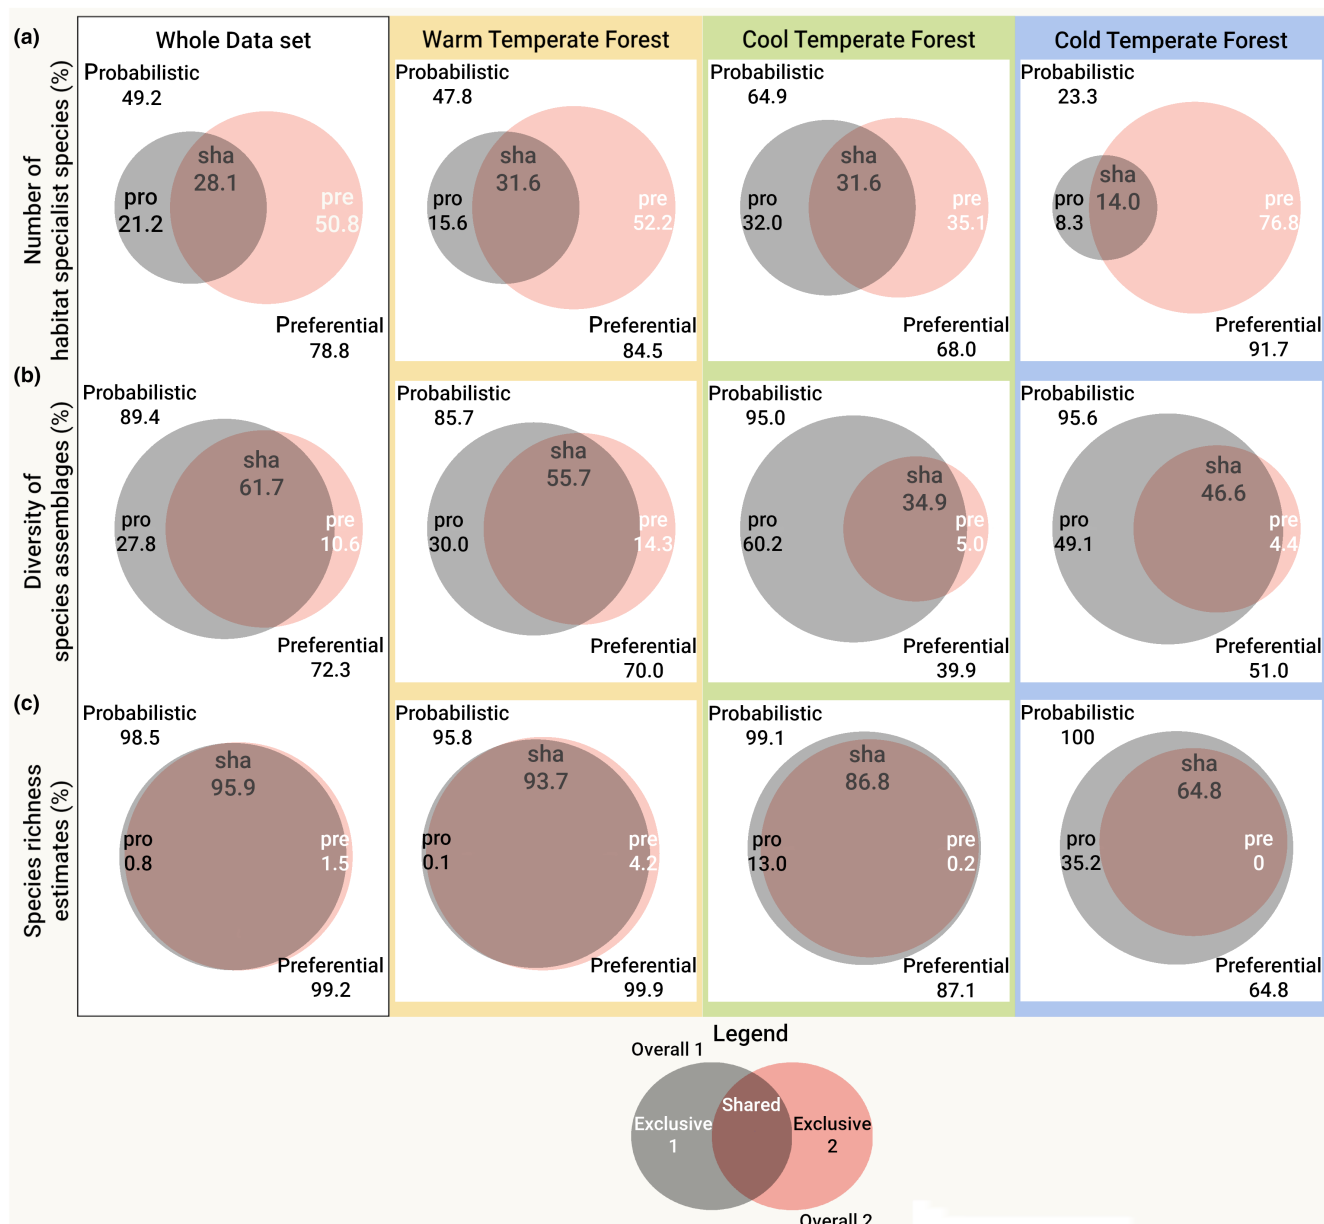 (a)
Whole Data set
Warm Temperate Forest
Cool Temperate Forest
Cold Temperate Forest
Number of
habitat specialist species (%)
Probabilistic
49.2
sha
28.1
pro
21.2
pre
50.8
Preferential
78.8
Probabilistic
47.8
sha
31.6
pro
15.6
pre
52.2
Preferential
84.5
Probabilistic
64.9
sha
31.6
pro
32.0
pre
35.1
Preferential
68.0
Probabilistic
23.3
sha
14.0
pro
8.3
pre
76.8
Preferential
91.7
(b)
Diversity of
species assemblages (%)
Probabilistic
89.4
sha
61.7
pro
27.8
pre
10.6
Preferential
72.3
Probabilistic
85.7
sha
55.7
pro
30.0
pre
14.3
Preferential
70.0
Probabilistic
95.0
sha
34.9
pro
60.2
pre
5.0
Preferential
39.9
Probabilistic
95.6
sha
46.6
pro
49.1
pre
4.4
Preferential
51.0
(c)
Species richness
estimates (%)
Probabilistic
98.5
sha
95.9
pro
0.8
pre
1.5
Preferential
99.2
Probabilistic
95.8
sha
93.7
pro
0.1
pre
4.2
Preferential
99.9
Probabilistic
99.1
sha
86.8
pro
13.0
pre
0.2
Preferential
87.1
Probabilistic
100
sha
64.8
pro
35.2
pre
0
Preferential
64.8
Legend
Overall 1
Shared
Exclusive
1
Exclusive
2
Overall 2